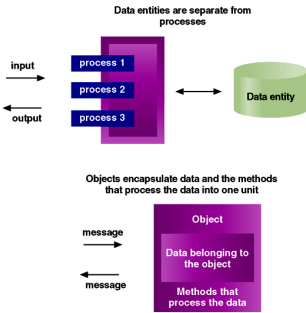 Data entities are separate from
processes
input
process 1
process 2
process 3
output
Data entity
Objects encapsulate data and the methods
that process the data into one unit
message
message
Object
Data belonging to
the object
Methods that
process the data